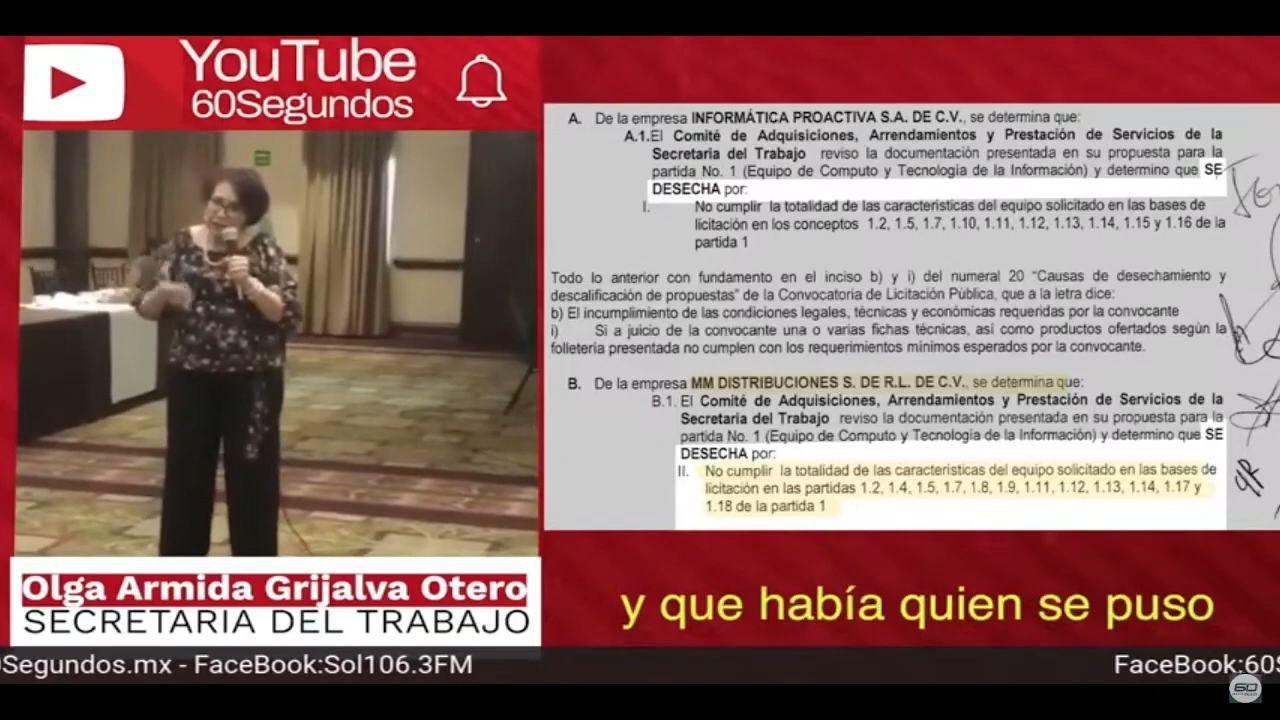 YouTube
60Segundos
A. De la empresa INFORMÁTICA PROACTIVA S.A. DE C.V., se determina que:
A.1.El Comité de Adquisiciones, Arrendamientos y Prestación de Servicios de la
Secretaria del Trabajo reviso la documentación presentada en su propuesta para la
partida No. 1 (Equipo de Computo y Tecnología de la Información) y determino que SE
DESECHA por:
I. No cumplir la totalidad de las características del equipo solicitado en las bases de
licitación en los conceptos 1.2, 1.5, 1.7, 1.10, 1.11, 1.12, 1.13, 1.14, 1.15 y 1.16 de la
partida 1
Todo lo anterior con fundamento en el inciso b) y i) del numeral 20 “Causas de desechamiento y
descalificación de propuestas” de la Convocatoria de Licitación Pública, que a la letra dice:
b) El incumplimiento de las condiciones legales, técnicas y económicas requeridas por la convocante
i) Si a juicio de la convocante una o varias fichas técnicas, así como productos ofertados según la
folletería presentada no cumplen con los requerimientos mínimos esperados por la convocante.
B. De la empresa MM DISTRIBUCIONES S. DE R.L. DE C.V., se determina que:
B.1. El Comité de Adquisiciones, Arrendamientos y Prestación de Servicios de la
Secretaria del Trabajo reviso la documentación presentada en su propuesta para la
partida No. 1 (Equipo de Computo y Tecnología de la Información) y determino que SE
DESECHA por:
II. No cumplir la totalidad de las características del equipo solicitado en las bases de
licitación en las partidas 1.2, 1.4, 1.5, 1.7, 1.8, 1.9, 1.11, 1.12, 1.13, 1.14, 1.17 y
1.18 de la partida 1
Olga Armida Grijalva Otero
SECRETARIA DEL TRABAJO
y que había quien se puso
0Segundos.mx - FaceBook:Sol106.3FM
FaceBook:60S
60